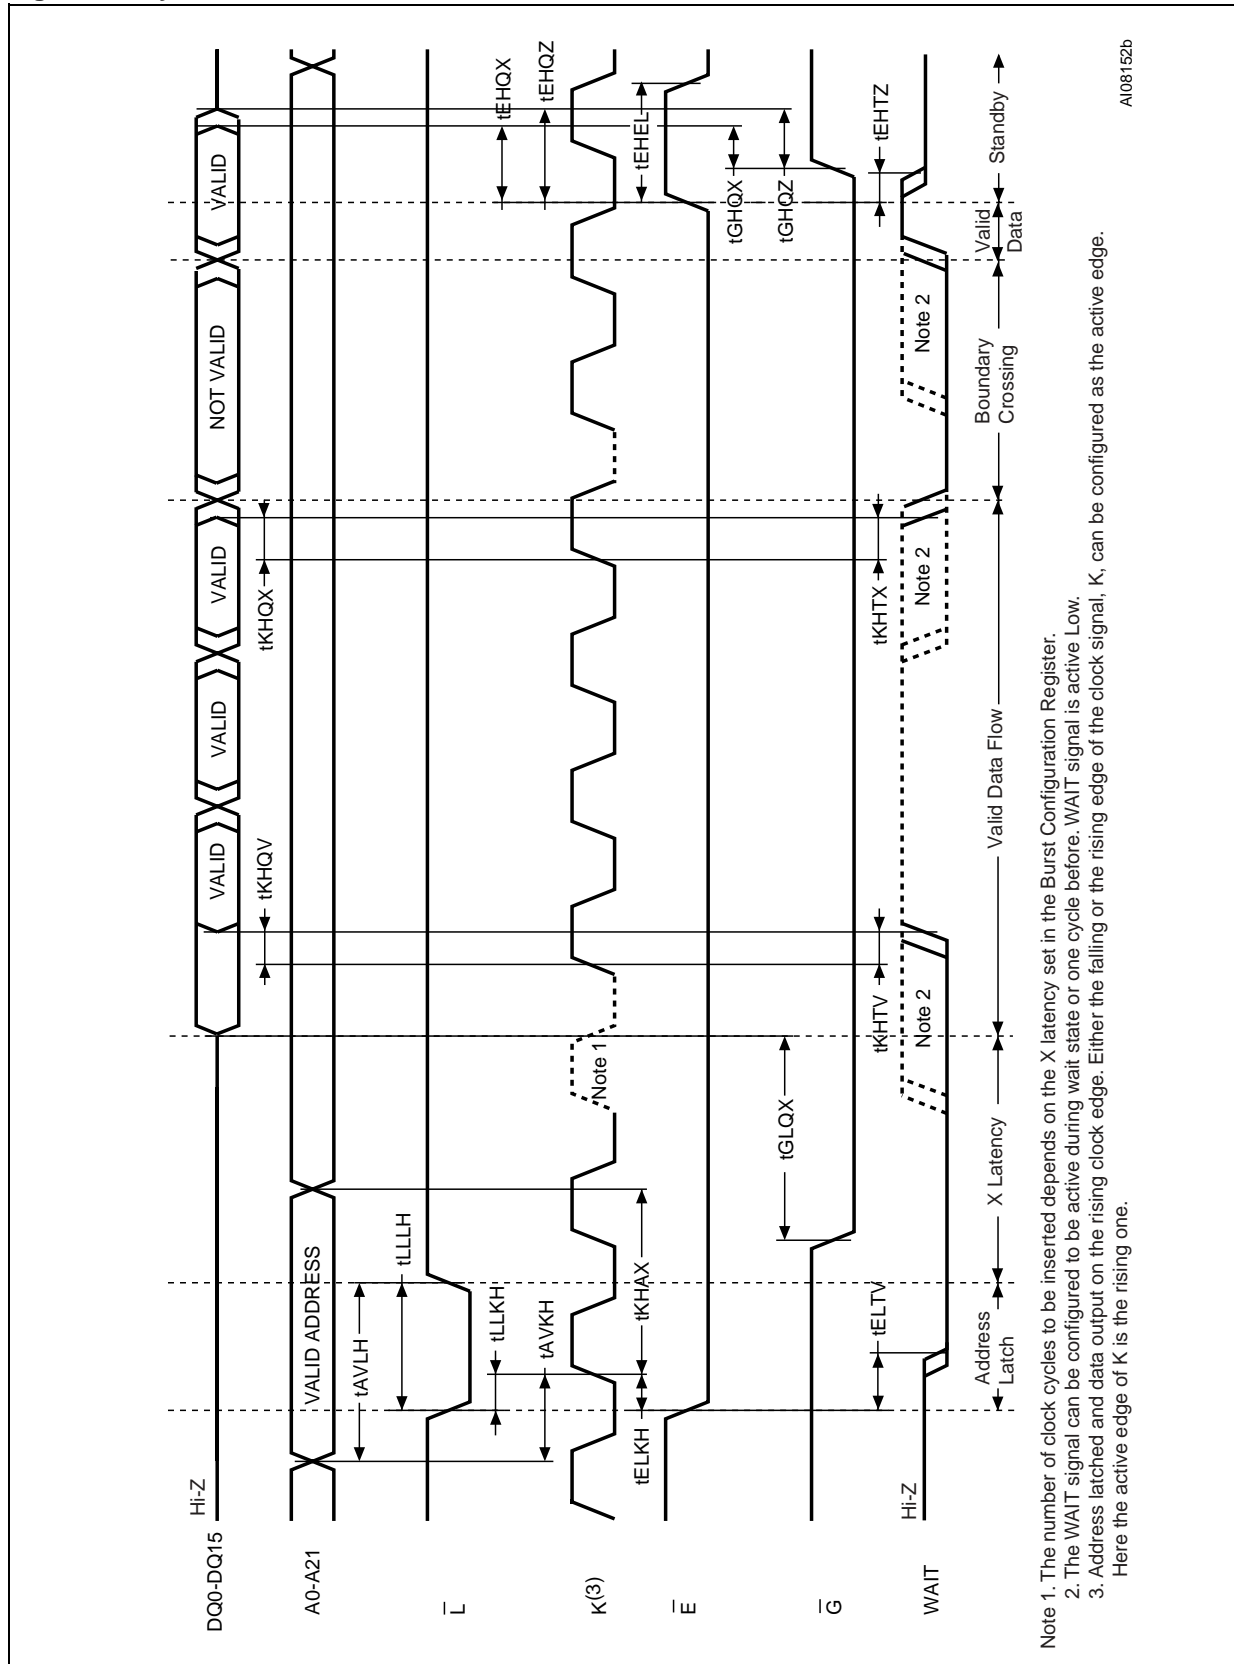 DQ0-DQ15
Hi-Z
VALID
VALID
VALID
NOT VALID
VALID
tKHQV
tKHQX
A0-A21
VALID ADDRESS
tAVLH
tLLLH
L
tLLKH
tAVKH
tEHQX
tEHQZ
K(3)
Note 1
tELKH
tKHAX
tEHEL
E
tGHQX
tGHQZ
tGLQX
G
tELTV
tKHTV
tKHTX
tEHTZ
WAIT
Hi-Z
Note 2
Note 2
Note 2
Address
Latch
X Latency
Valid Data Flow
Boundary
Crossing
Valid
Data
Standby
Note 1. The number of clock cycles to be inserted depends on the X latency set in the Burst Configuration Register.
2. The WAIT signal can be configured to be active during wait state or one cycle before. WAIT signal is active Low.
3. Address latched and data output on the rising clock edge. Either the falling or the rising edge of the clock signal, K, can be configured as the active edge.
Here the active edge of K is the rising one.
AI08152b